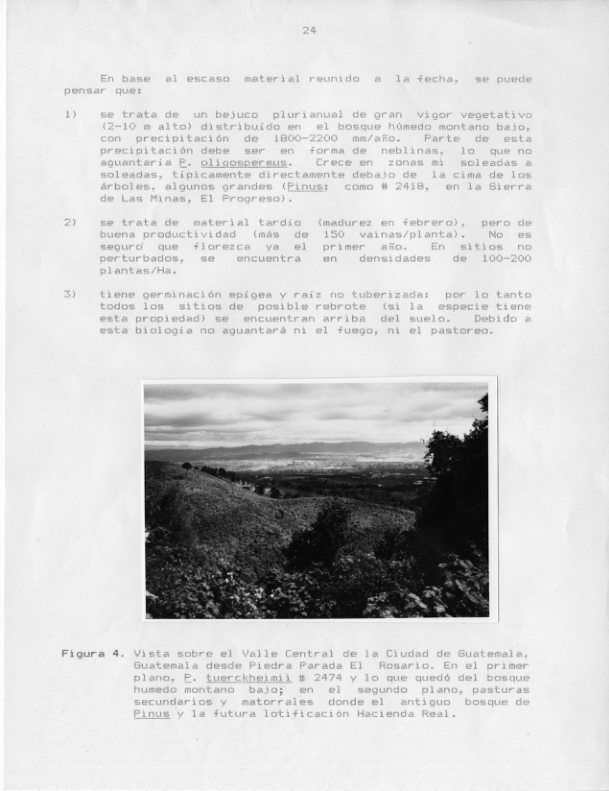 24
En base al escaso material reunido a la fecha, se puede
pensar que:
1) se trata de un bejuco plurianual de gran vigor vegetativo
(2-10 m alto) distribuído en el bosque húmedo montano bajo,
con precipitación de 1800-2200 mm/año. Parte de esta
precipitación debe ser en forma de neblinas, lo que no
aguantaría P. oligospermus. Crece en zonas mi soleadas a
soleadas, típicamente debajo de la cima de los
árboles, algunos grandes (Pinus: como # 2418, en la Sierra
de Las Minas, El Progreso).
2) se trata de material tardío (madurez en febrero), pero de
buena productividad (más de 150 vainas/planta). No es
seguro que florezca ya el primer año. En sitios no
perturbados, se encuentra en densidades de 100-200
plantas/Ha.
3) tiene germinación epígea y raíz no tuberizada: por lo tanto
todos los sitios de posible rebrote (si la especie tiene
esta propiedad) se encuentran arriba del suelo. Debido a
esta biología no aguantará ni el fuego, ni el pastoreo.
Figura 4. Vista sobre el Valle Central de la Ciudad de Guatemala,
Guatemala desde Piedra Parada El Rosario. En el primer
plano, P. tuerckheimii # 2474 y lo que quedó del bosque
humedo montano bajo; en el segundo plano, pasturas
secundarios y matorrales donde el antiguo bosque de
Pinus y la futura lotificación Hacienda Real.